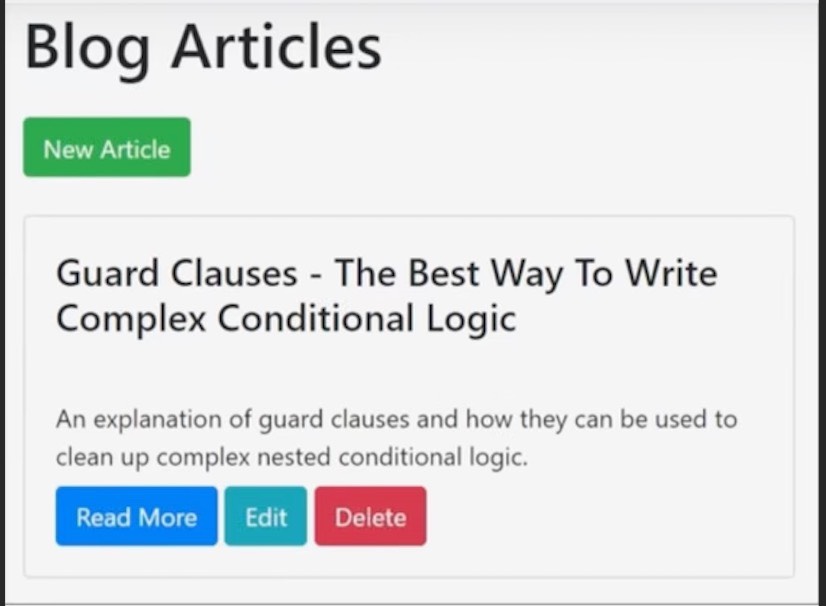 Blog Articles
New Article
Guard Clauses - The Best Way To Write
Complex Conditional Logic
An explanation of guard clauses and how they can be used to
clean up complex nested conditional logic.
Read More Edit Delete